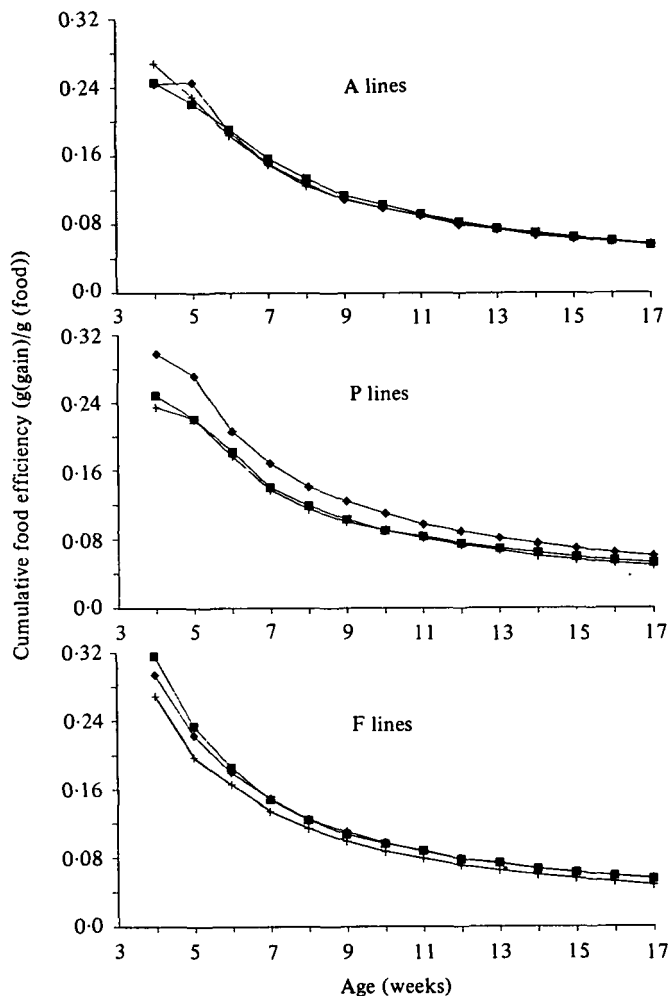 0·32
0·24
0·16
0·08
0·0
A lines
3 5 7 9 11 13 15 17
0·32
0·24
0·16
0·08
0·0
P lines
3 5 7 9 11 13 15 17
0·32
0·24
0·16
0·08
0·0
F lines
3 5 7 9 11 13 15 17
Age (weeks)
Cumulative food efficiency (g(gain)/g (food))